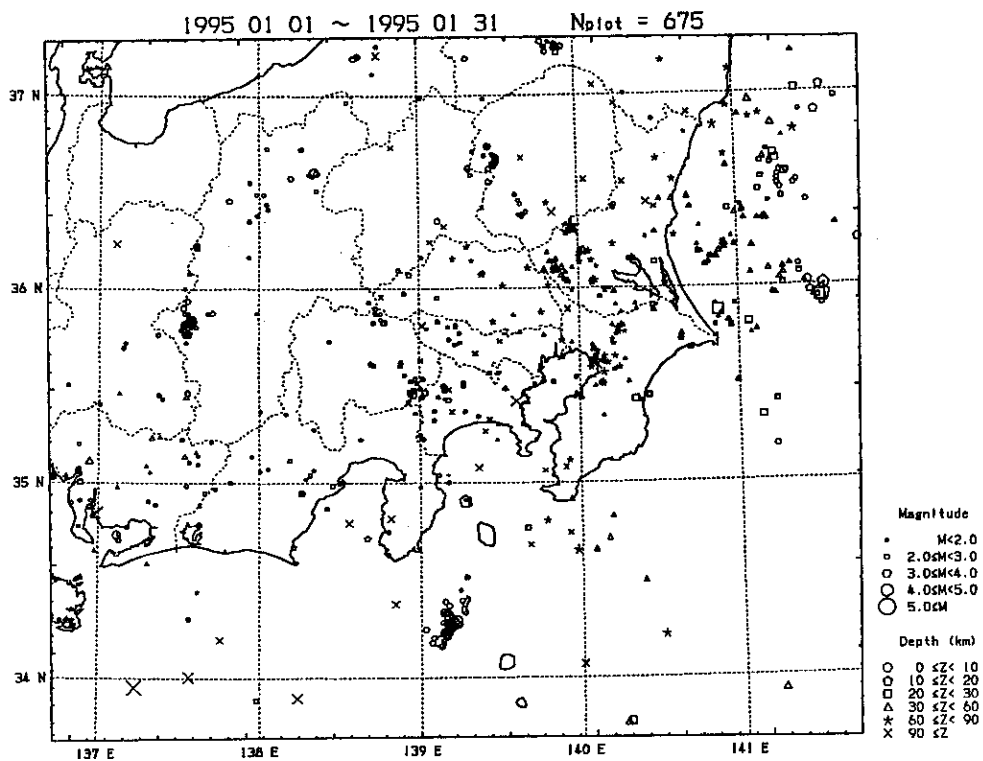 1995 01 01 ~ 1995 01 31 Nplot = 675
37 N
36 N
35 N
34 N
137 E
138 E
139 E
140 E
141 E
Magnitude
M<2.0
2.0≤M<3.0
3.0≤M<4.0
4.0≤M<5.0
5.0≤M
Depth (km)
0 ≤Z< 10
10 ≤Z< 20
20 ≤Z< 30
30 ≤Z< 60
60 ≤Z< 90
90 ≤Z